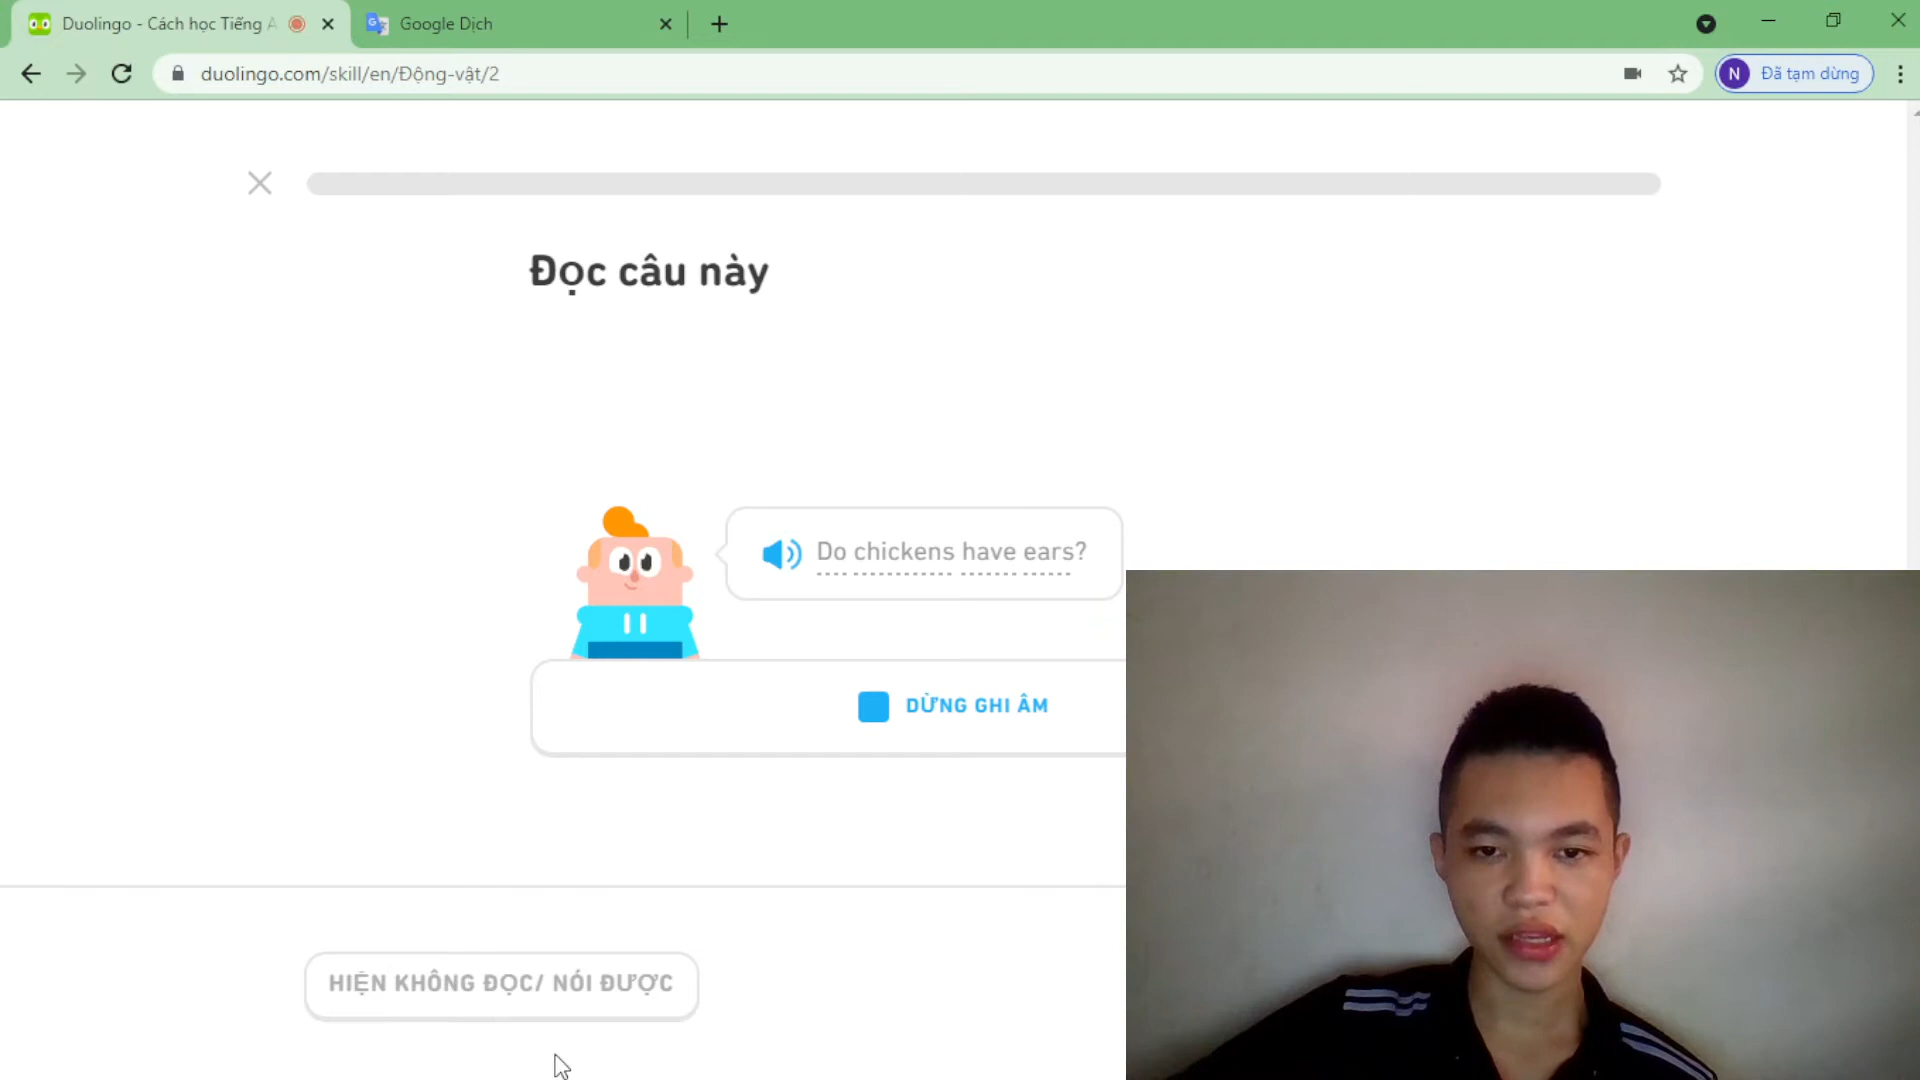 Duolingo - Cách học Tiếng A
Google Dịch
duolingo.com/skill/en/Động-vật/2
N
Đã tạm dừng
Đọc câu này
Do chickens have ears?
DỪNG GHI ÂM
HIỆN KHÔNG ĐỌC/ NÓI ĐƯỢC